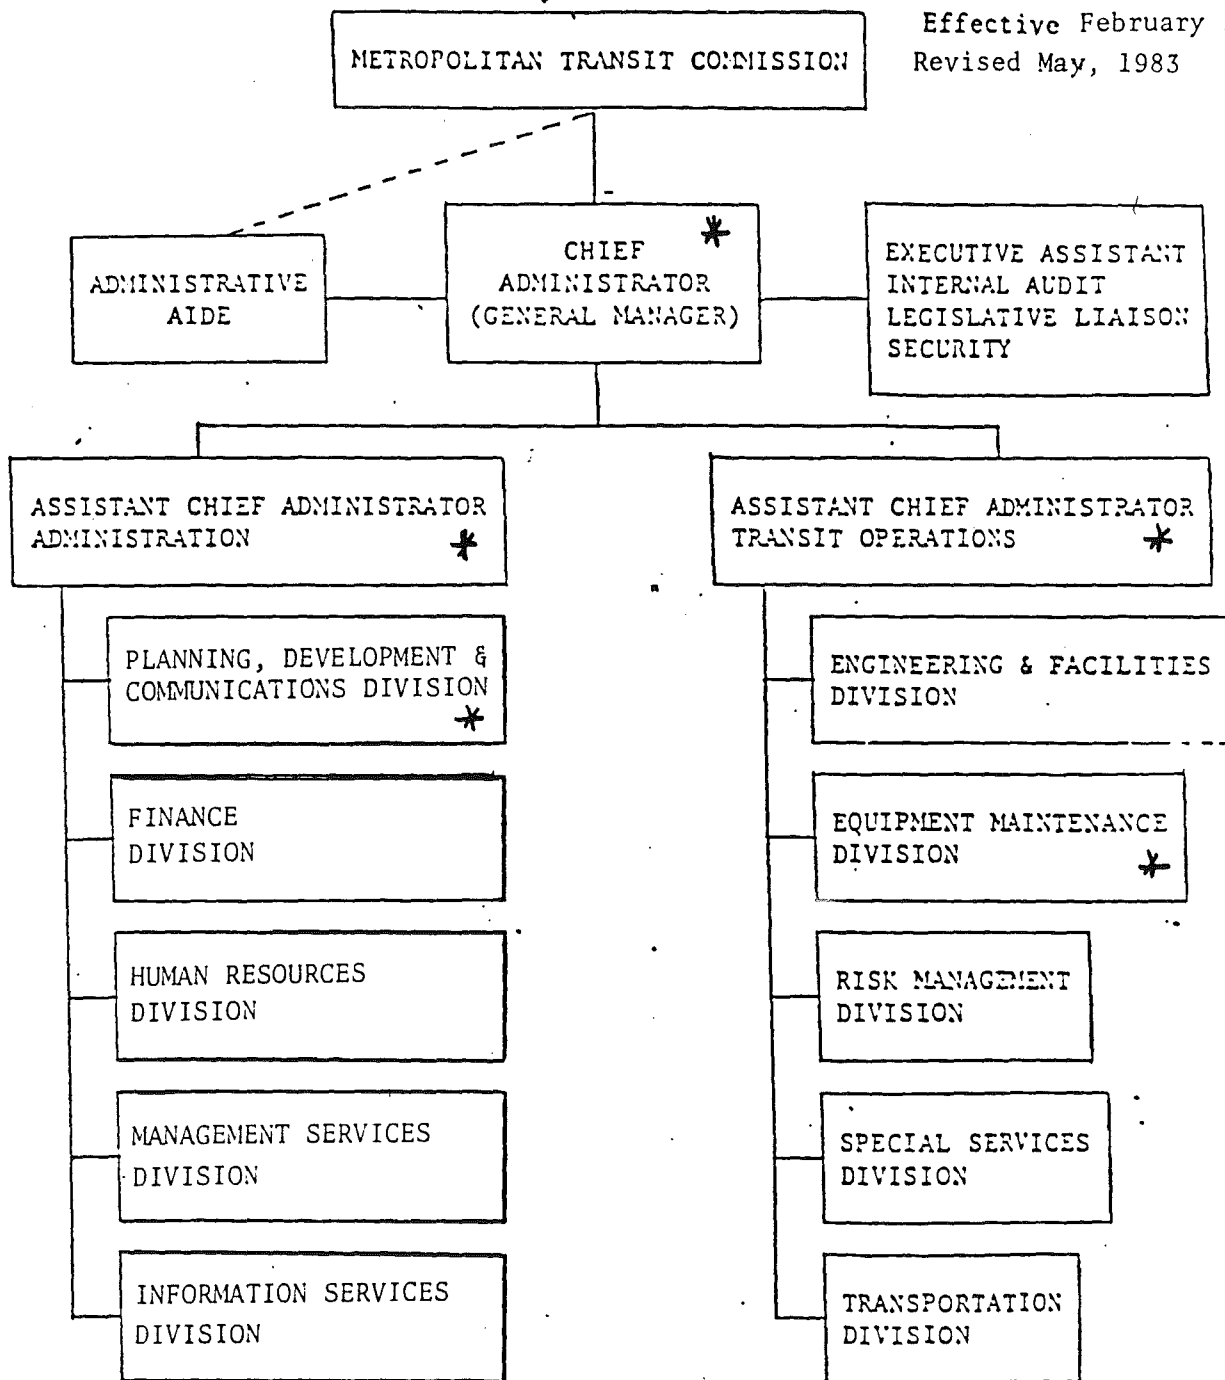 Effective February
Revised May, 1983
METROPOLITAN TRANSIT COMMISSION
ADMINISTRATIVE
AIDE
CHIEF *
ADMINISTRATOR
(GENERAL MANAGER)
EXECUTIVE ASSISTANT
INTERNAL AUDIT
LEGISLATIVE LIAISON
SECURITY
ASSISTANT CHIEF ADMINISTRATOR
ADMINISTRATION *
ASSISTANT CHIEF ADMINISTRATOR
TRANSIT OPERATIONS *
PLANNING, DEVELOPMENT &
COMMUNICATIONS DIVISION
*
FINANCE
DIVISION
HUMAN RESOURCES
DIVISION
MANAGEMENT SERVICES
DIVISION
INFORMATION SERVICES
DIVISION
ENGINEERING & FACILITIES
DIVISION
EQUIPMENT MAINTENANCE
DIVISION *
RISK MANAGEMENT
DIVISION
SPECIAL SERVICES
DIVISION
TRANSPORTATION
DIVISION